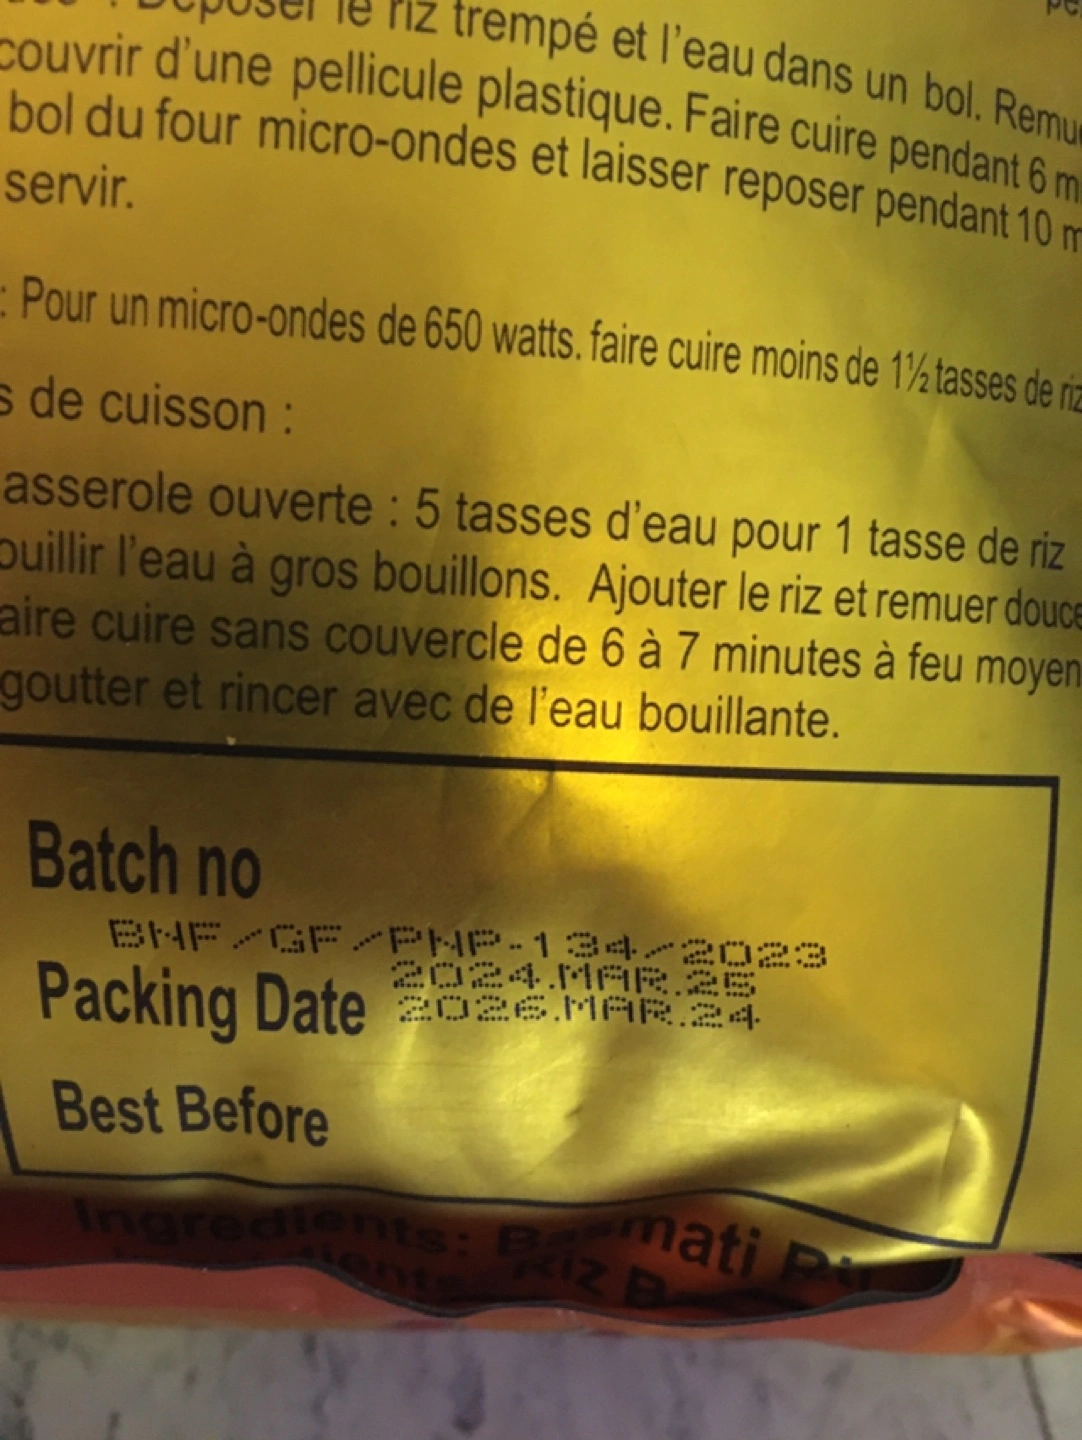 Déposer le riz trempé et l'eau dans un bol.
couvrir d'une pellicule plastique. Faire cuire pendant 6
bol du four micro-ondes et laisser reposer pendant 10
servir.
: Pour un micro-ondes de 650 watts. faire cuire moins de 1½ tasses de riz
de cuisson :
asserole ouverte : 5 tasses d'eau pour 1 tasse de riz
ouillir l'eau à gros bouillons. Ajouter le riz et remuer douce
aire cuire sans couvercle de 6 à 7 minutes à feu moyen
goutter et rincer avec de l'eau bouillante.
Batch no
BHF/GF/PHP-134/2023
Packing Date 2024.MAR.25
2026.MAR.24
Best Before
Ingredients: Basmati
Riz